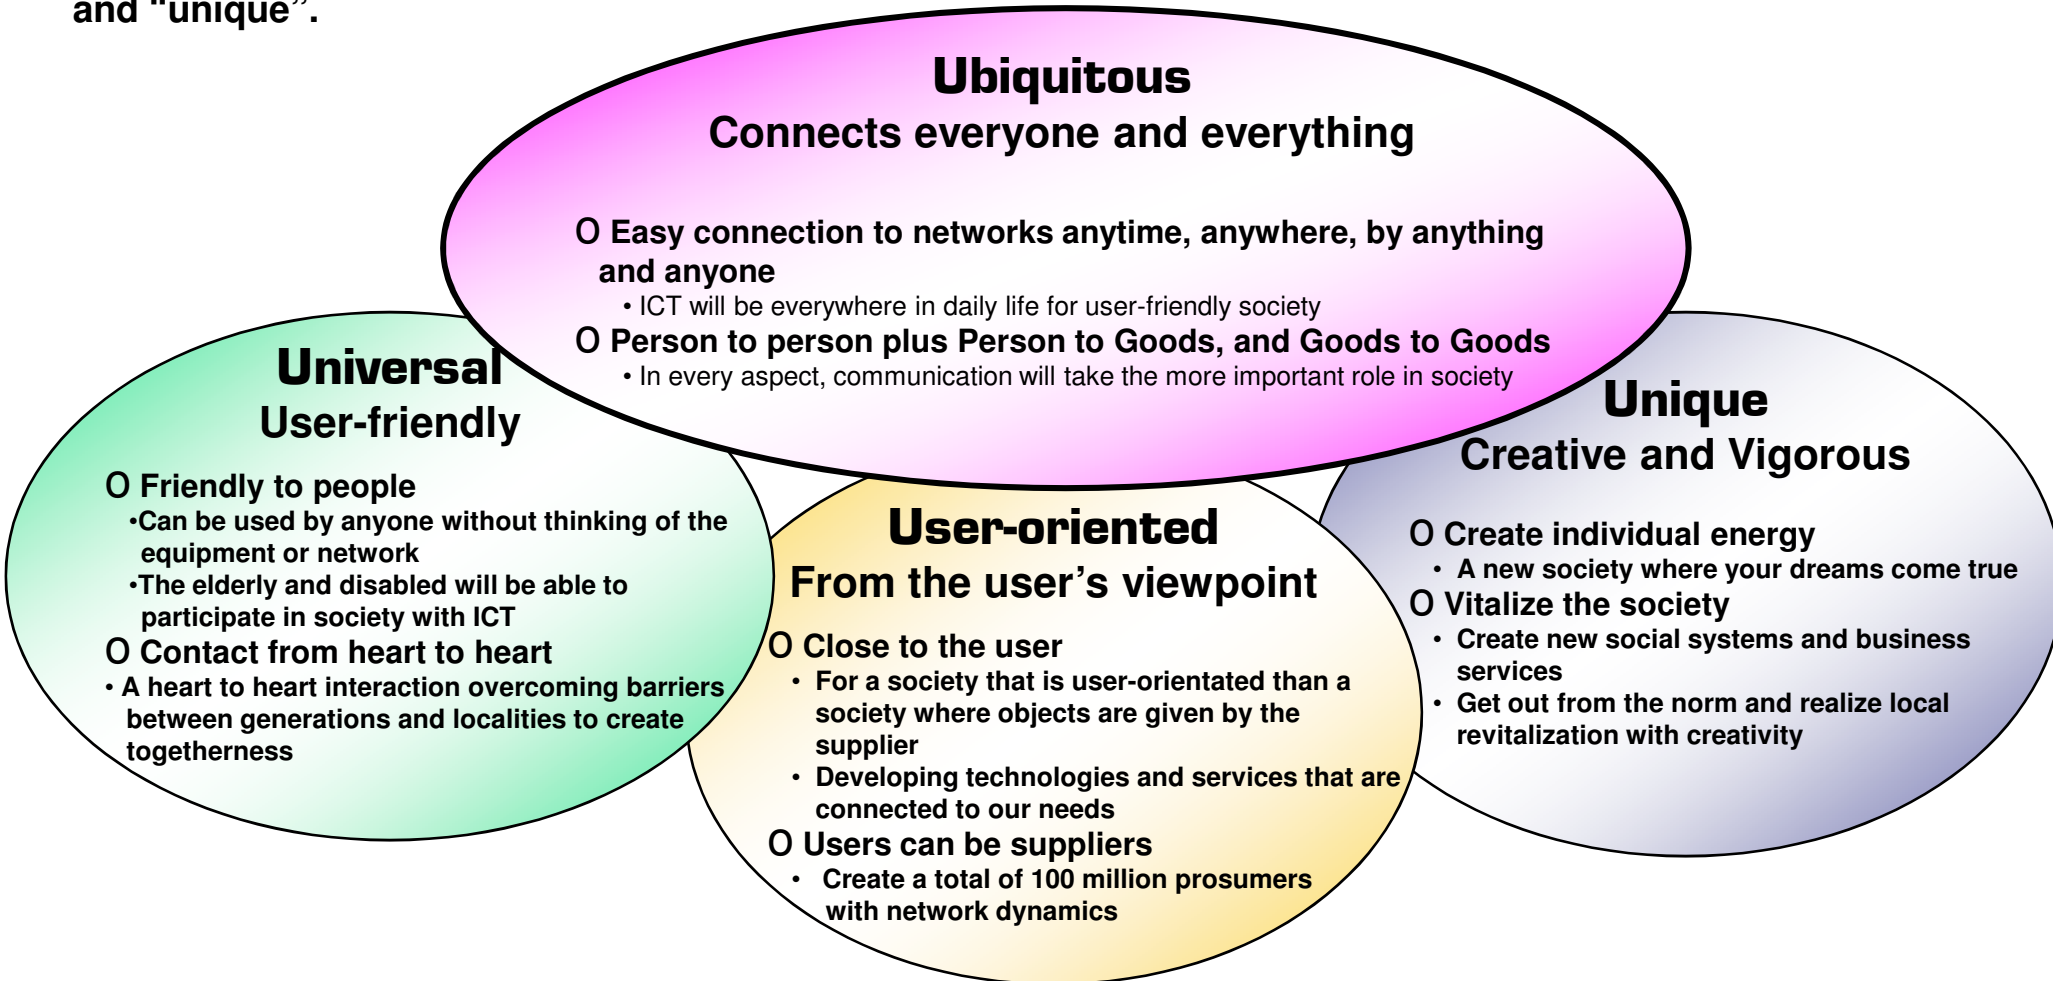 and “unique”.
Ubiquitous
Connects everyone and everything
O Easy connection to networks anytime, anywhere, by anything
and anyone
• ICT will be everywhere in daily life for user-friendly society
O Person to person plus Person to Goods, and Goods to Goods
• In every aspect, communication will take the more important role in society
Universal
User-friendly
O Friendly to people
•Can be used by anyone without thinking of the
equipment or network
•The elderly and disabled will be able to
participate in society with ICT
O Contact from heart to heart
• A heart to heart interaction overcoming barriers
between generations and localities to create
togetherness
User-oriented
From the user’s viewpoint
O Close to the user
• For a society that is user-orientated than a
society where objects are given by the
supplier
• Developing technologies and services that are
connected to our needs
O Users can be suppliers
• Create a total of 100 million prosumers
with network dynamics
Unique
Creative and Vigorous
O Create individual energy
• A new society where your dreams come true
O Vitalize the society
• Create new social systems and business
services
• Get out from the norm and realize local
revitalization with creativity